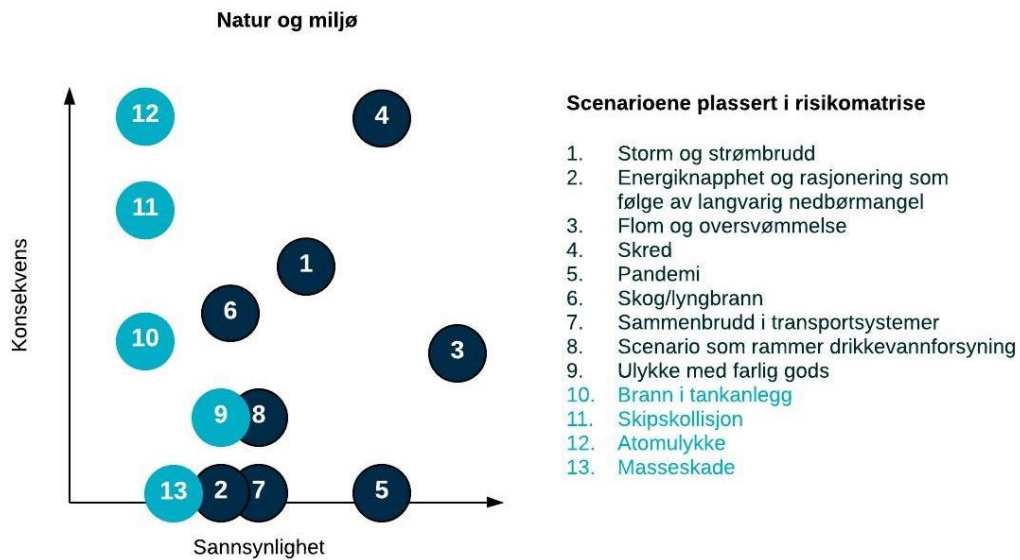 Natur og miljø
Konsekvens
12
4
11
1
6
10
3
9
8
13
2
7
5
Sannsynlighet
Scenarioene plassert i risikomatrise
1. Storm og strømbrudd
2. Energiknapphet og rasjonering som
følge av langvarig nedbørmangel
3. Flom og oversvømmelse
4. Skred
5. Pandemi
6. Skog/lyngbrann
7. Sammenbrudd i transportsystemer
8. Scenario som rammer drikkevannforsyning
9. Ulykke med farlig gods
10. Brann i tankanlegg
11. Skipskollisjon
12. Atomulykke
13. Masseskade